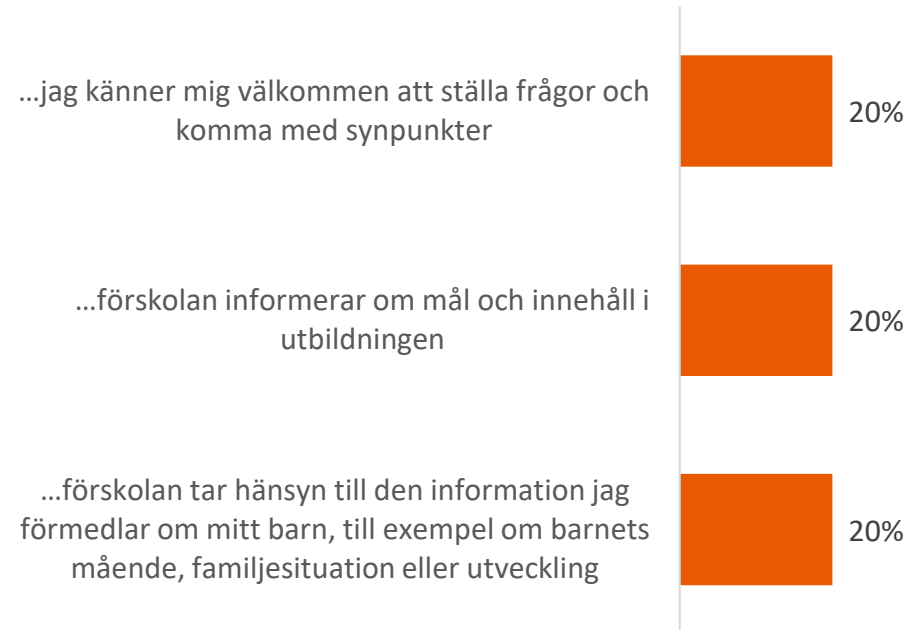 …jag känner mig välkommen att ställa frågor och
komma med synpunkter
20%
…förskolan informerar om mål och innehåll i
utbildningen
20%
…förskolan tar hänsyn till den information jag
förmedlar om mitt barn, till exempel om barnets
mående, familjesituation eller utveckling
20%